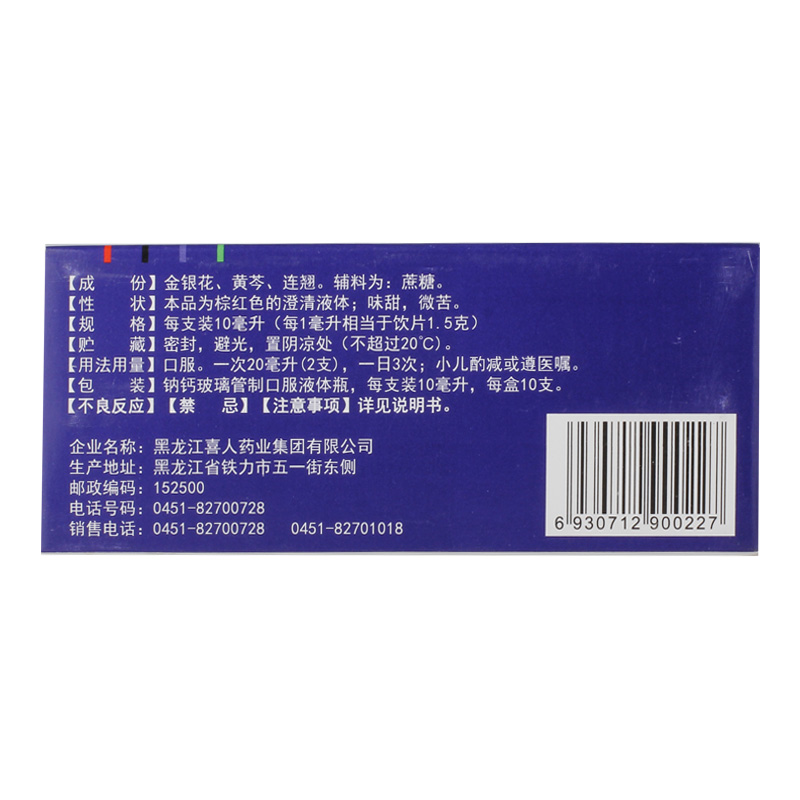 【成　　份】金银花、黄芩、连翘。辅料为：蔗糖。
【性　　状】本品为棕红色的澄清液体；味甜，微苦。
【规　　格】每支装10毫升（每1毫升相当于饮片1.5克）
【贮　　藏】密封，避光，置阴凉处（不超过20℃）。
【用法用量】口服。一次20毫升(2支)，一日3次；小儿酌减或遵医嘱。
【包　　装】钠钙玻璃管制口服液体瓶，每支装10毫升，每盒10支。
【不良反应】【禁　　忌】【注意事项】详见说明书。
企业名称：黑龙江喜人药业集团有限公司
生产地址：黑龙江省铁力市五一街东侧
邮政编码：152500
电话号码：0451-82700728
销售电话：0451-82700728　0451-82701018
6 930712 900227